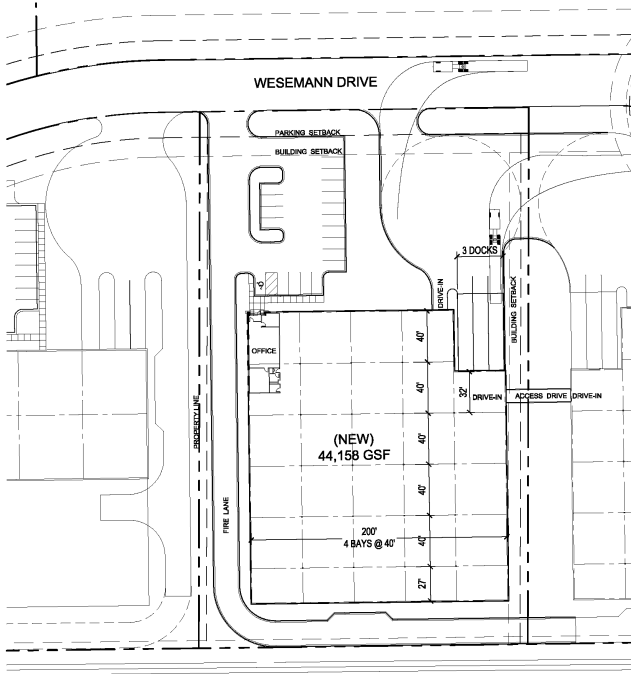 WESEMANN DRIVE
PARKING SETBACK
BUILDING SETBACK
3 DOCKS
DRIVE-IN
BUILDING SETBACK
OFFICE
40'
40'
32'
DRIVE-IN
ACCESS DRIVE
DRIVE-IN
PROPERTY LINE
(NEW)
44,158 GSF
40'
40'
FIRE LANE
200'
4 BAYS @ 40'
40'
27'